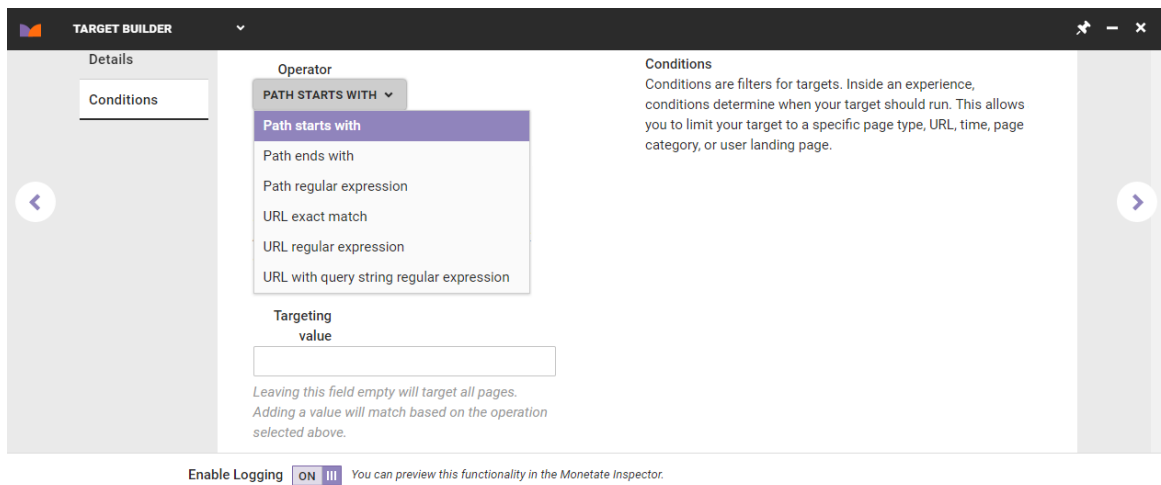 TARGET BUILDER
Details
Conditions
Operator
PATH STARTS WITH
Path starts with
Path ends with
Path regular expression
URL exact match
URL regular expression
URL with query string regular expression
Targeting
value
Leaving this field empty will target all pages.
Adding a value will match based on the operation
selected above.
Conditions
Conditions are filters for targets. Inside an experience,
conditions determine when your target should run. This allows
you to limit your target to a specific page type, URL, time, page
category, or user landing page.
Enable Logging ON You can preview this functionality in the Monetate Inspector.